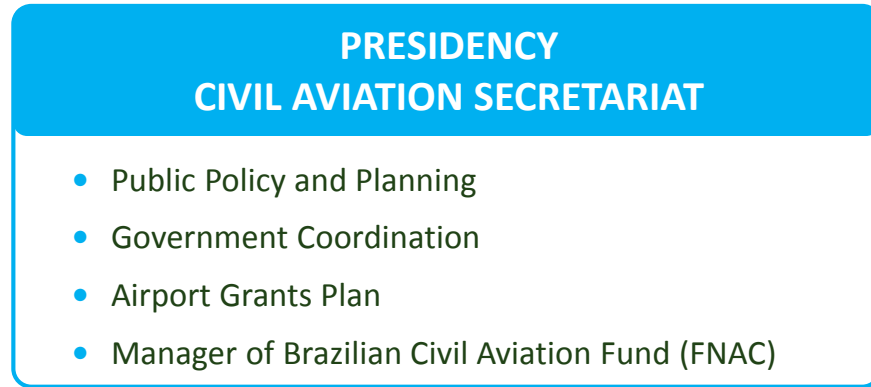 PRESIDENCY
CIVIL AVIATION SECRETARIAT
• Public Policy and Planning
• Government Coordination
• Airport Grants Plan
• Manager of Brazilian Civil Aviation Fund (FNAC)